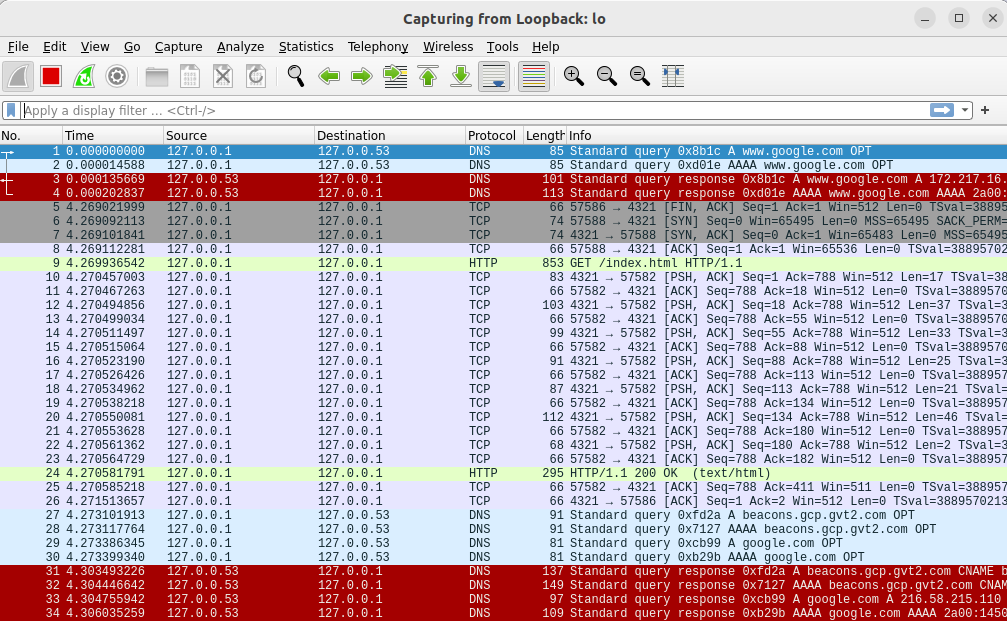 Capturing from Loopback: lo
File Edit View Go Capture Analyze Statistics Telephony Wireless Tools Help
Apply a display filter … <Ctrl-/>
No. Time Source Destination Protocol Length Info
1 0.000000000 127.0.0.1 127.0.0.53 DNS 85 Standard query 0x8b1c A www.google.com OPT
2 0.000014588 127.0.0.1 127.0.0.53 DNS 85 Standard query 0xd01e AAAA www.google.com OPT
3 0.000135669 127.0.0.53 127.0.0.1 DNS 101 Standard query response 0x8b1c A www.google.com A 172.217.16.
4 0.000202837 127.0.0.53 127.0.0.1 DNS 113 Standard query response 0xd01e AAAA www.google.com AAAA 2a00:
5 4.269021999 127.0.0.1 127.0.0.1 TCP 66 57586 → 4321 [FIN, ACK] Seq=1 Ack=1 Win=512 Len=0 TSval=38895
6 4.269092113 127.0.0.1 127.0.0.1 TCP 74 57588 → 4321 [SYN] Seq=0 Win=65495 Len=0 MSS=65495 SACK_PERM=
7 4.269101841 127.0.0.1 127.0.0.1 TCP 74 4321 → 57588 [SYN, ACK] Seq=0 Ack=1 Win=65483 Len=0 MSS=65495
8 4.269112281 127.0.0.1 127.0.0.1 TCP 66 57588 → 4321 [ACK] Seq=1 Ack=1 Win=65536 Len=0 TSval=38895702
9 4.269936542 127.0.0.1 127.0.0.1 HTTP 853 GET /index.html HTTP/1.1
10 4.270457003 127.0.0.1 127.0.0.1 TCP 83 4321 → 57582 [PSH, ACK] Seq=1 Ack=788 Win=512 Len=17 TSval=3889
11 4.270467263 127.0.0.1 127.0.0.1 TCP 66 57582 → 4321 [ACK] Seq=788 Ack=18 Win=512 Len=0 TSval=3889570
12 4.270494856 127.0.0.1 127.0.0.1 TCP 103 4321 → 57582 [PSH, ACK] Seq=18 Ack=788 Win=512 Len=37 TSval=3
13 4.270499034 127.0.0.1 127.0.0.1 TCP 66 57582 → 4321 [ACK] Seq=788 Ack=55 Win=512 Len=0 TSval=3889570
14 4.270511497 127.0.0.1 127.0.0.1 TCP 99 4321 → 57582 [PSH, ACK] Seq=55 Ack=788 Win=512 Len=33 TSval=3
15 4.270515064 127.0.0.1 127.0.0.1 TCP 66 57582 → 4321 [ACK] Seq=788 Ack=88 Win=512 Len=0 TSval=3889570
16 4.270523190 127.0.0.1 127.0.0.1 TCP 91 4321 → 57582 [PSH, ACK] Seq=88 Ack=788 Win=512 Len=25 TSval=3
17 4.270526426 127.0.0.1 127.0.0.1 TCP 66 57582 → 4321 [ACK] Seq=788 Ack=113 Win=512 Len=0 TSval=388957
18 4.270534962 127.0.0.1 127.0.0.1 TCP 87 4321 → 57582 [PSH, ACK] Seq=113 Ack=788 Win=512 Len=21 TSval=
19 4.270538218 127.0.0.1 127.0.0.1 TCP 66 57582 → 4321 [ACK] Seq=788 Ack=134 Win=512 Len=0 TSval=388957
20 4.270550081 127.0.0.1 127.0.0.1 TCP 112 4321 → 57582 [PSH, ACK] Seq=134 Ack=788 Win=512 Len=46 TSval=
21 4.270553628 127.0.0.1 127.0.0.1 TCP 66 57582 → 4321 [ACK] Seq=788 Ack=180 Win=512 Len=0 TSval=388957
22 4.270561362 127.0.0.1 127.0.0.1 TCP 68 4321 → 57582 [PSH, ACK] Seq=180 Ack=788 Win=512 Len=2 TSval=3
23 4.270564729 127.0.0.1 127.0.0.1 TCP 66 57582 → 4321 [ACK] Seq=788 Ack=182 Win=512 Len=0 TSval=388957
24 4.270581791 127.0.0.1 127.0.0.1 HTTP 295 HTTP/1.1 200 OK (text/html)
25 4.270585218 127.0.0.1 127.0.0.1 TCP 66 57582 → 4321 [ACK] Seq=788 Ack=411 Win=511 Len=0 TSval=388957
26 4.271513657 127.0.0.1 127.0.0.1 TCP 66 4321 → 57586 [ACK] Seq=1 Ack=2 Win=512 Len=0 TSval=3889570213
27 4.273101913 127.0.0.1 127.0.0.53 DNS 91 Standard query 0xfd2a A beacons.gcp.gvt2.com OPT
28 4.273117764 127.0.0.1 127.0.0.53 DNS 91 Standard query 0x7127 AAAA beacons.gcp.gvt2.com OPT
29 4.273386345 127.0.0.1 127.0.0.53 DNS 81 Standard query 0xcb99 A google.com OPT
30 4.273399340 127.0.0.1 127.0.0.53 DNS 81 Standard query 0xb29b AAAA google.com OPT
31 4.303493226 127.0.0.53 127.0.0.1 DNS 137 Standard query response 0xfd2a A beacons.gcp.gvt2.com CNAME b
32 4.304446642 127.0.0.53 127.0.0.1 DNS 149 Standard query response 0x7127 AAAA beacons.gcp.gvt2.com CNAM
33 4.304755942 127.0.0.53 127.0.0.1 DNS 97 Standard query response 0xcb99 A google.com A 216.58.215.110
34 4.306035259 127.0.0.53 127.0.0.1 DNS 109 Standard query response 0xb29b AAAA google.com AAAA 2a00:1450